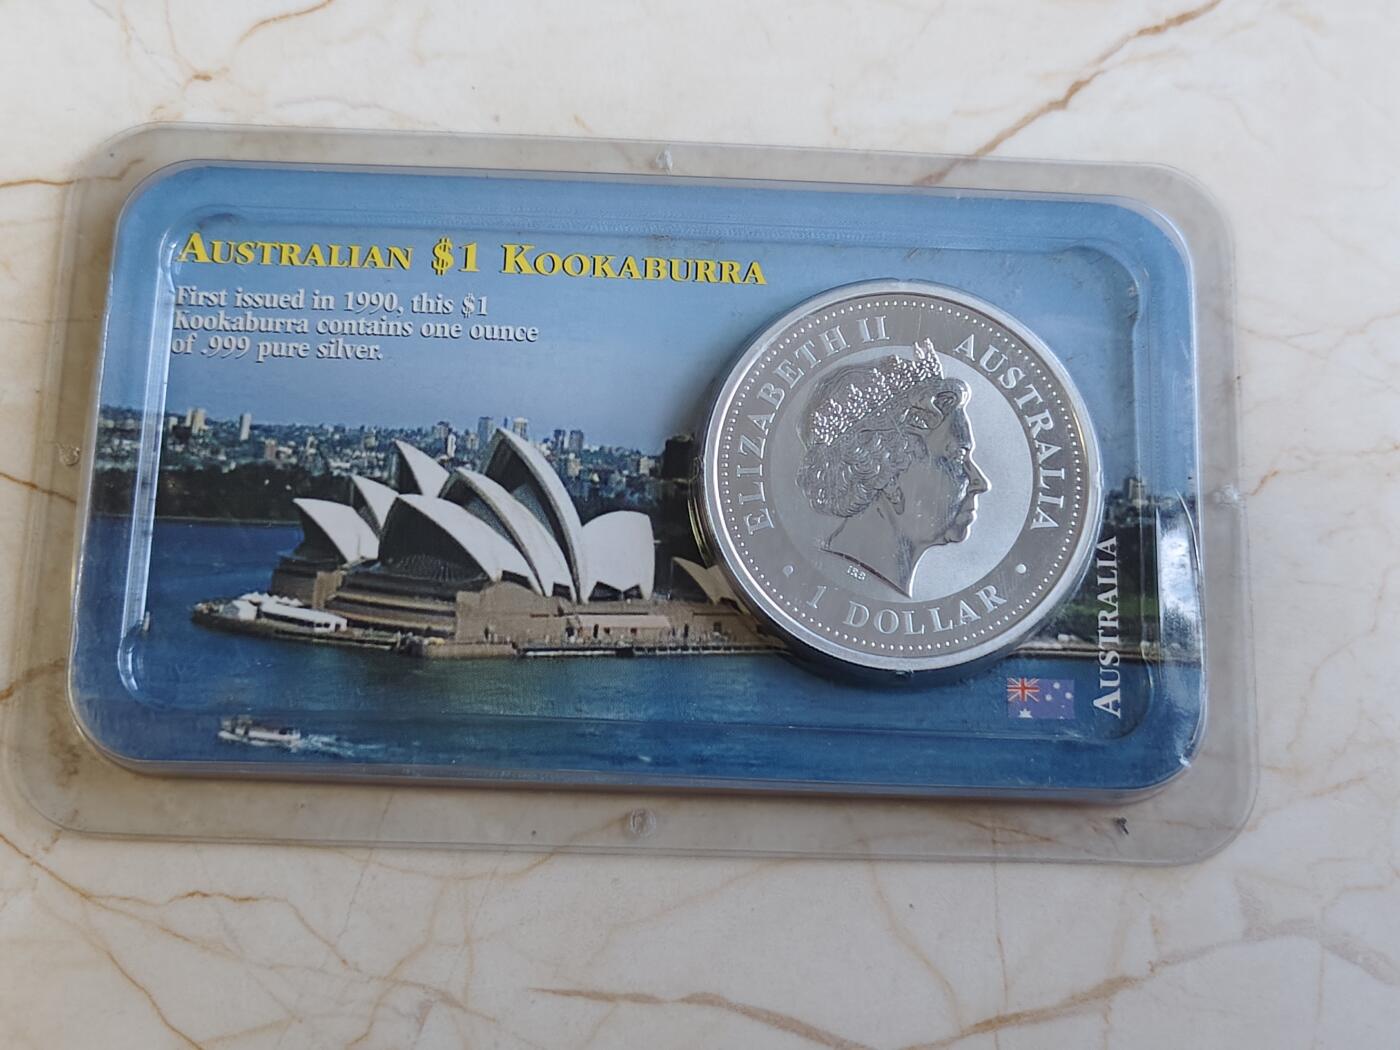 AUSTRALIAN $1 KOOKABURRA
First issued in 1990, this $1
Kookaburra contains one ounce
of .999 pure silver.
ELIZABETH II AUSTRALIA
1 DOLLAR
IRB
AUSTRALIA